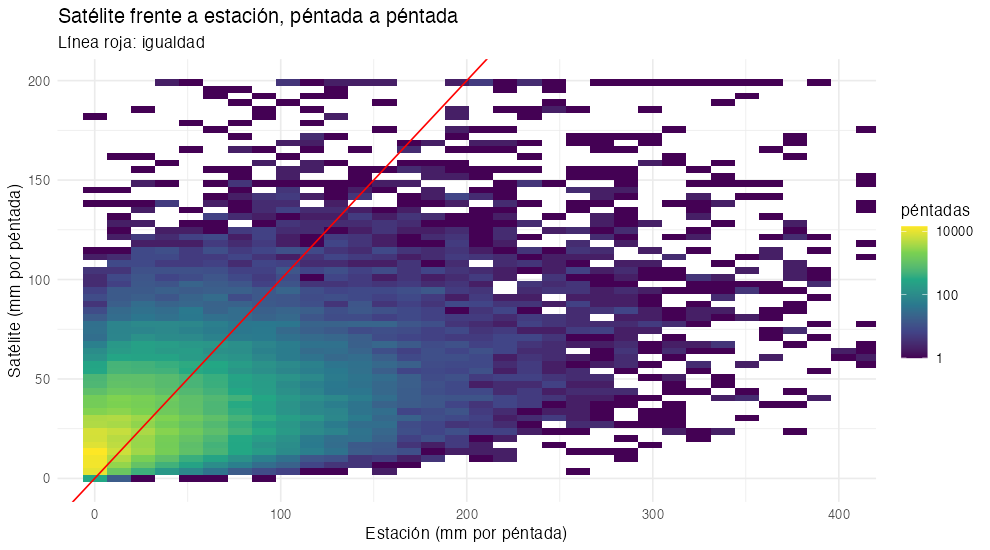 Satélite frente a estación, péntada a péntada
Línea roja: igualdad
200
150
100
50
0
Satélite (mm por péntada)
0
100
200
300
400
Estación (mm por péntada)
péntadas
10000
100
1